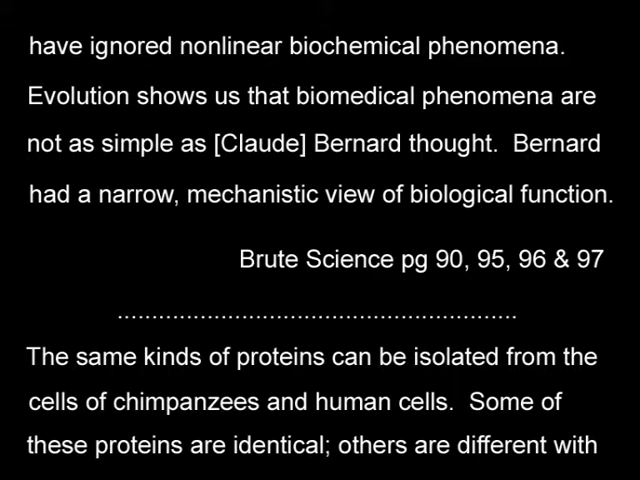 have ignored nonlinear biochemical phenomena.
Evolution shows us that biomedical phenomena are
not as simple as [Claude] Bernard thought.  Bernard
had a narrow, mechanistic view of biological function.
Brute Science pg 90, 95, 96 & 97
..........................................................
The same kinds of proteins can be isolated from the
cells of chimpanzees and human cells.  Some of
these proteins are identical; others are different with